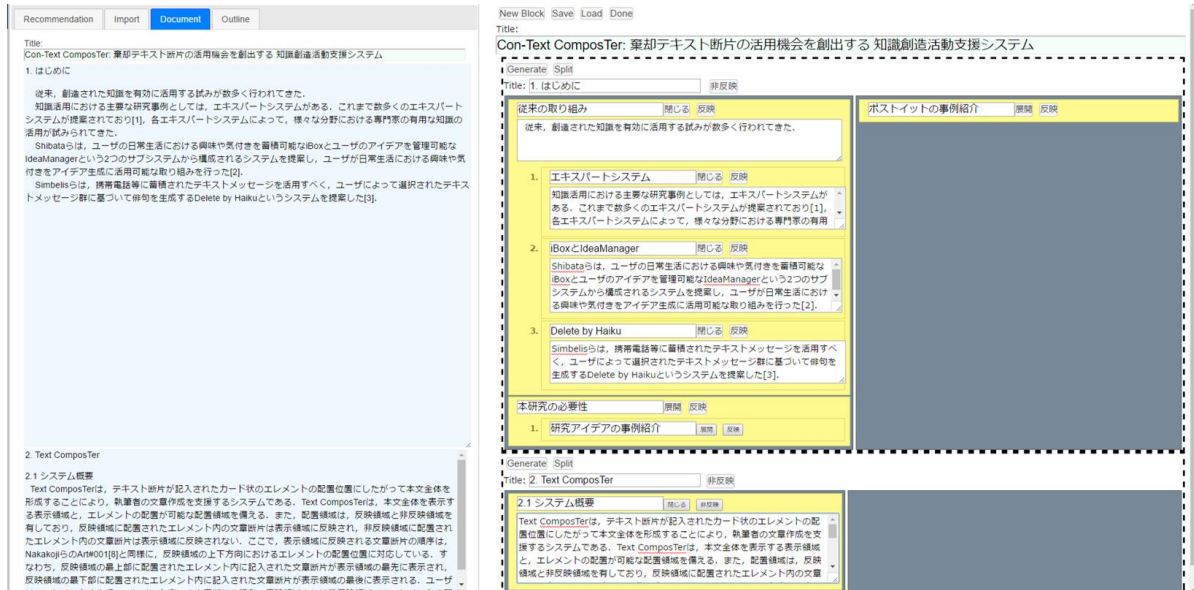 Recommendation Import Document Outline
Title:
Con-Text ComposTer: 棄却テキスト断片の活用機会を創出する 知識創造活動支援システム
1. はじめに
従来，創造された知識を有効に活用する試みが数多く行われてきた．
知識活用における主要な研究事例としては，エキスパートシステムがある．これまで数多くのエキスパート
システムが提案されており[1]，各エキスパートシステムによって，様々な分野における専門家の有用な知識の
活用が試みられてきた．
Shibataらは，ユーザの日常生活における興味や気付きを蓄積可能なiBoxとユーザのアイデアを管理可能な
IdeaManagerという2つのサブシステムから構成されるシステムを提案し，ユーザが日常生活における興味や気
付きをアイデア生成に活用可能な取り組みを行った[2]．
Simbelisらは，携帯電話等に蓄積されたテキストメッセージを活用すべく，ユーザによって選択されたテキス
トメッセージ群に基づいて俳句を生成するDelete by Haikuというシステムを提案した[3]．
2. Text ComposTer
2.1 システム概要
Text ComposTerは，テキスト断片が記入されたカード状のエレメントの配置位置にしたがって本文全体を
形成することにより，執筆者の文章作成を支援するシステムである．Text ComposTerは，本文全体を表示す
る表示領域と，エレメントの配置が可能な配置領域を備える．また，配置領域は，反映領域と非反映領域を
有しており，反映領域に配置されたエレメント内の文章断片は表示領域に反映され，非反映領域に配置され
たエレメント内の文章断片は表示領域に反映されない．ここで，表示領域における文章断片の順序は，
NakakojiらのArt#001[8]と同様に，反映領域の上下方向におけるエレメントの配置位置に対応している．す
なわち，反映領域の最上部に配置されたエレメント内に記入された文章断片が表示領域の最先に表示され，
反映領域の最下部に配置されたエレメント内に記入された文章断片が表示領域の最後に表示される．ユーザ
New Block Save Load Done
Title:
Con-Text ComposTer: 棄却テキスト断片の活用機会を創出する 知識創造活動支援システム
Generate Split
Title: 1. はじめに 非反映
従来の取り組み 閉じる 反映
従来，創造された知識を有効に活用する試みが数多く行われてきた．
1. エキスパートシステム 閉じる 反映
知識活用における主要な研究事例としては，エキスパートシステムが
ある．これまで数多くのエキスパートシステムが提案されており[1]，
各エキスパートシステムによって，様々な分野における専門家の有用
2. iBoxとIdeaManager 閉じる 反映
Shibataらは，ユーザの日常生活における興味や気付きを蓄積可能な
iBoxとユーザのアイデアを管理可能なIdeaManagerという2つのサブ
システムから構成されるシステムを提案し，ユーザが日常生活におけ
る興味や気付きをアイデア生成に活用可能な取り組みを行った[2]．
3. Delete by Haiku 閉じる 反映
Simbelisらは，携帯電話等に蓄積されたテキストメッセージを活用すべ
く，ユーザによって選択されたテキストメッセージ群に基づいて俳句を
生成するDelete by Haikuというシステムを提案した[3]．
本研究の必要性 展開 反映
1. 研究アイデアの事例紹介 展開 反映
ポストイットの事例紹介 展開 反映
Generate Split
Title: 2. Text ComposTer 非反映
2.1 システム概要 閉じる 非反映
Text ComposTerは，テキスト断片が記入されたカード状のエレメントの配
置位置にしたがって本文全体を形成することにより，執筆者の文章作成を支
援するシステムである．Text ComposTerは，本文全体を表示する表示領域
と，エレメントの配置が可能な配置領域を備える．また，配置領域は，反映
領域と非反映領域を有しており，反映領域に配置されたエレメント内の文章